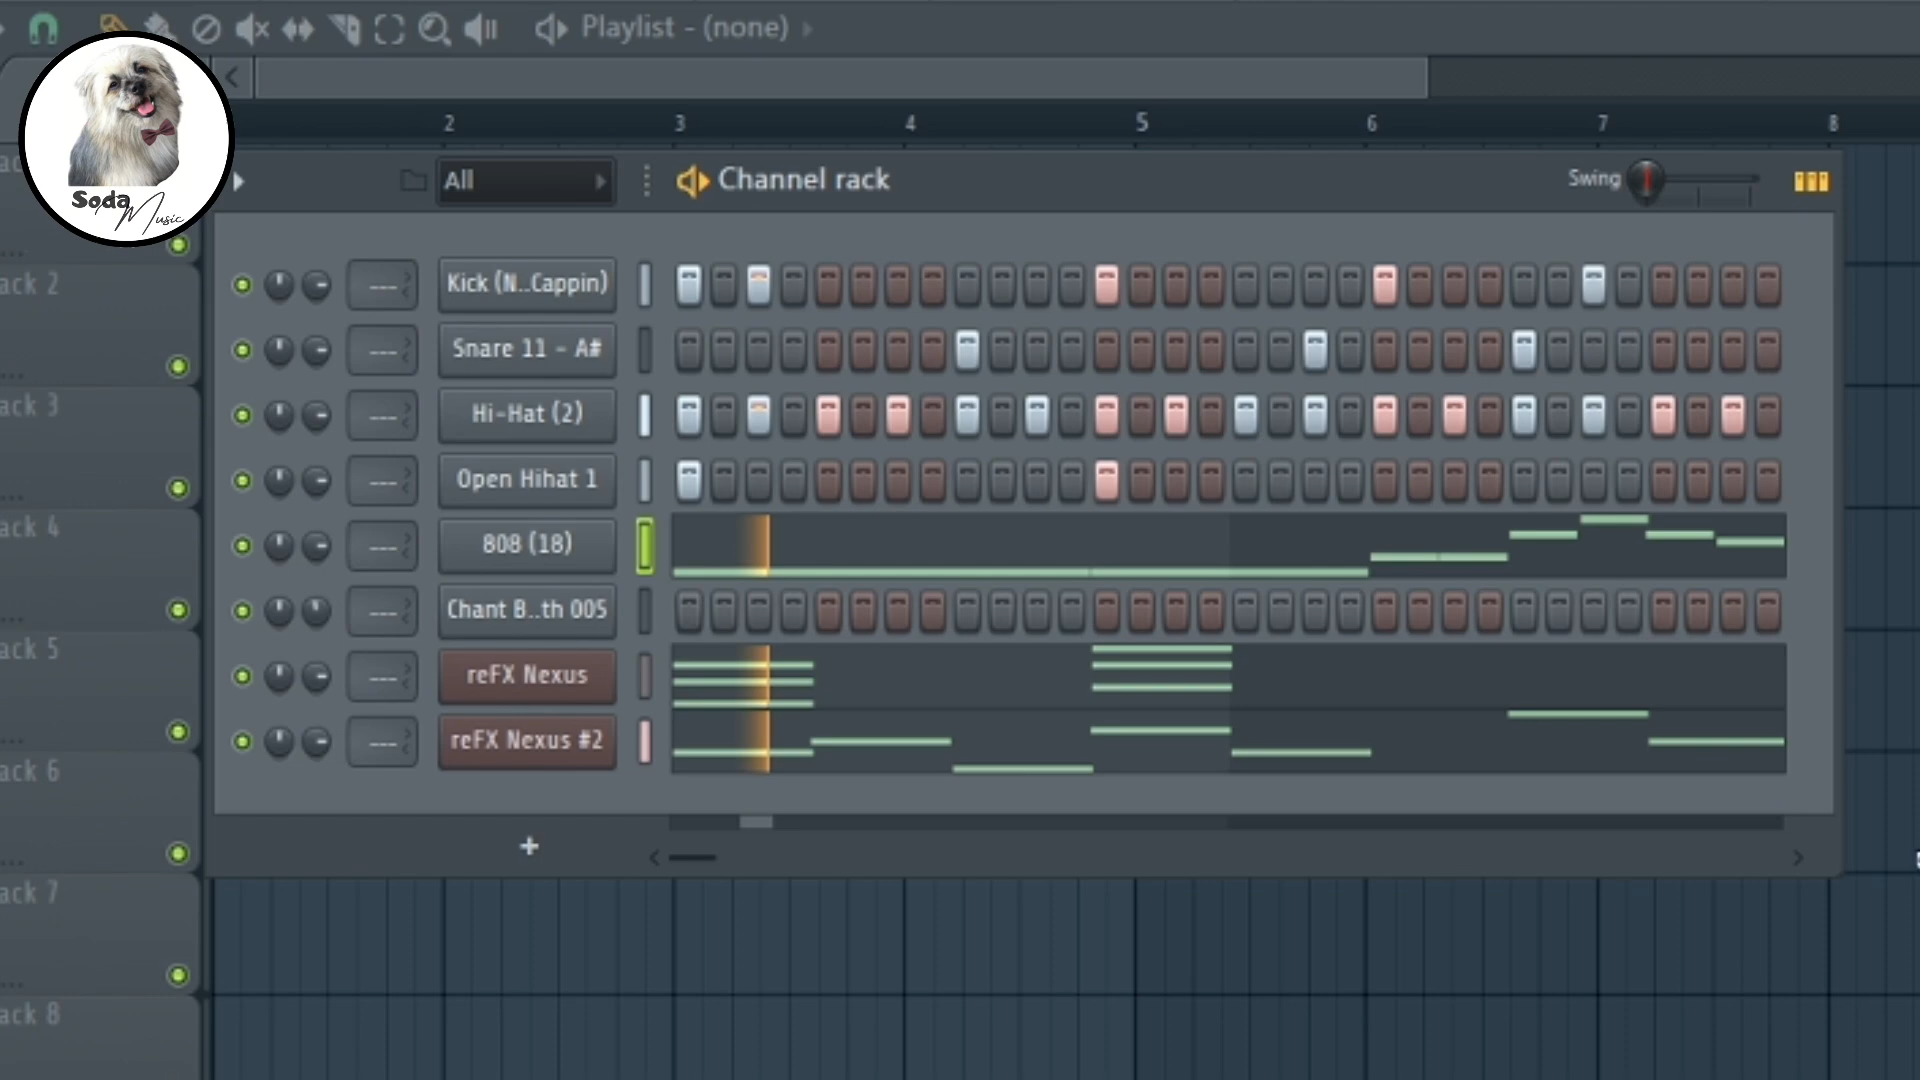 Playlist - (none)
2 3 4 5 6 7 8
Soda
Music
All
Channel rack
Swing
Kick (N..Cappin)
Snare 11 - A#
Hi-Hat (2)
Open Hihat 1
808 (18)
Chant B..th 005
reFX Nexus
reFX Nexus #2
+
ack 2
ack 3
ack 4
ack 5
ack 6
ack 7
ack 8